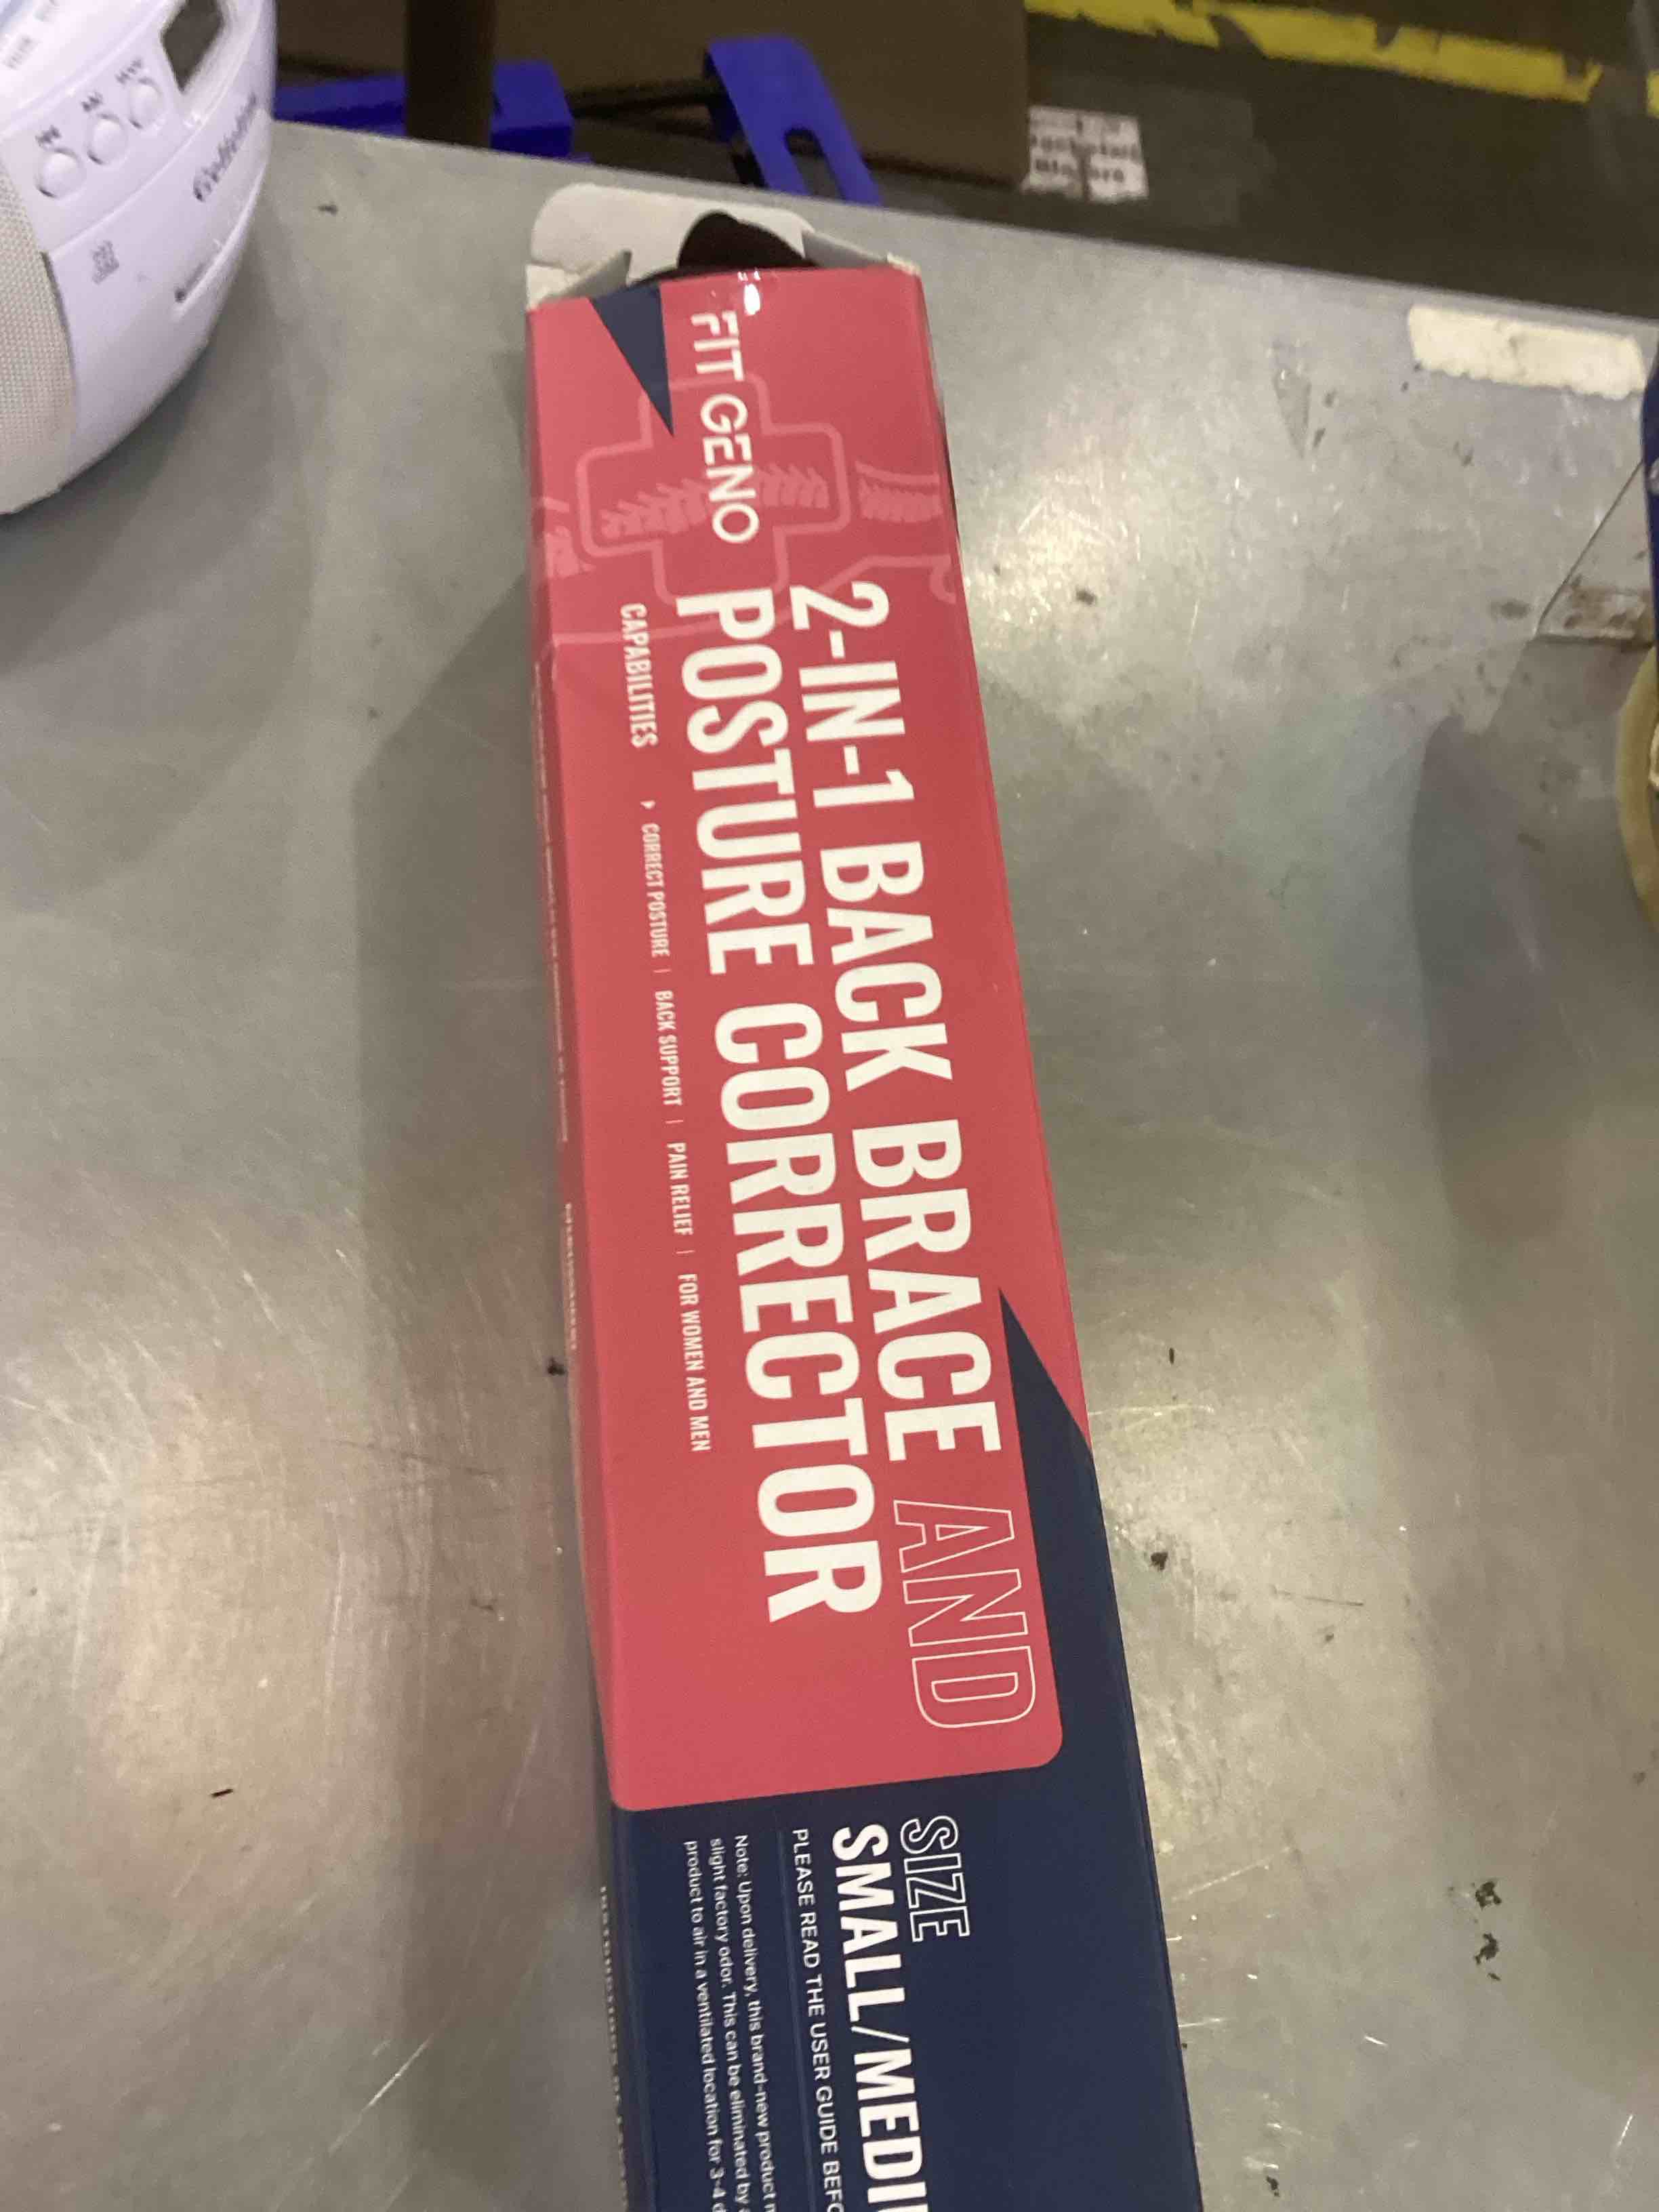 FIT GENO
2-IN-1 BACK BRACE AND
POSTURE CORRECTOR
CAPABILITIES
CORRECT POSTURE | BACK SUPPORT | PAIN RELIEF | FOR WOMEN AND MEN
SIZE
SMALL/MEDI
PLEASE READ THE USER GUIDE BEFO
Note: Upon delivery, this brand-new product
slight factory odor. This can be eliminated by
product to air in a ventilated location for 3-4 d